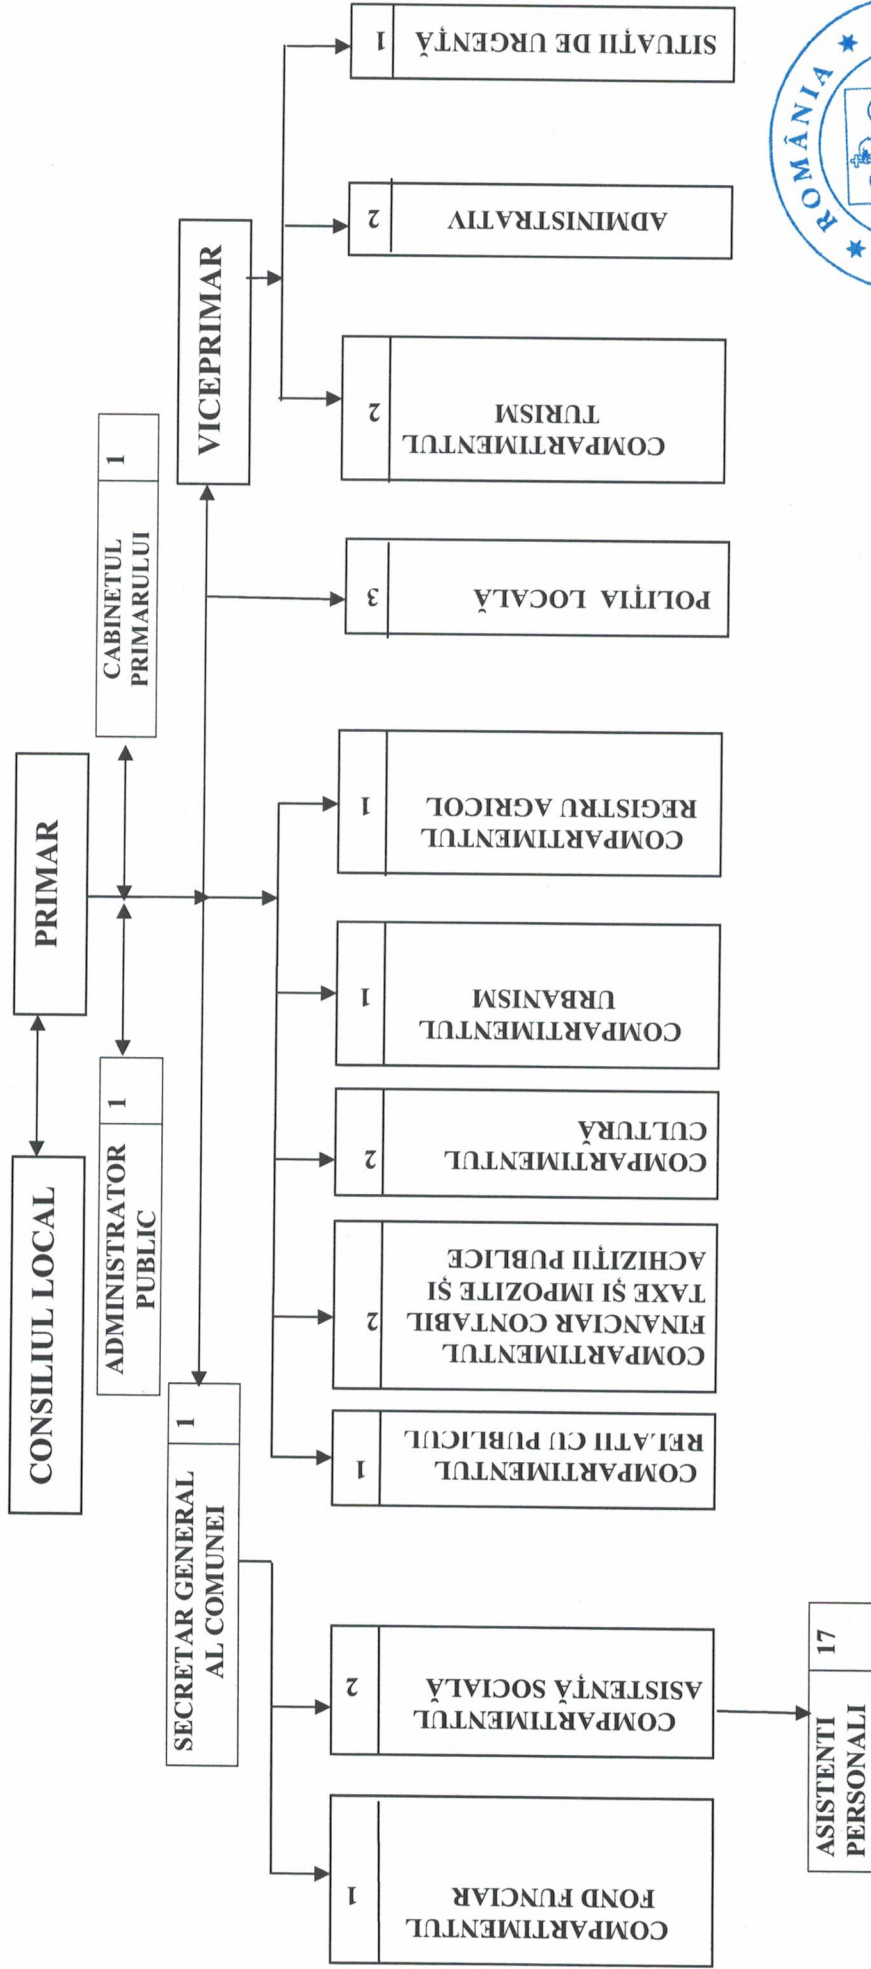 CONSILIUL LOCAL
PRIMAR
ADMINISTRATOR
PUBLIC
1
CABINETUL
PRIMARULUI
1
SECRETAR GENERAL
AL COMUNEI
1
VICEPRIMAR
COMPARTIMENTUL
FOND FUNCIAR
1
COMPARTIMENTUL
ASISTENȚĂ SOCIALĂ
2
COMPARTIMENTUL
RELATII CU PUBLICUL
1
COMPARTIMENTUL
FINANCIAR CONTABIL
TAXE ȘI IMPOZITE ȘI
ACHIZIȚII PUBLICE
2
COMPARTIMENTUL
CULTURĂ
2
COMPARTIMENTUL
URBANISM
1
COMPARTIMENTUL
REGISTRU AGRICOL
1
POLIȚIA LOCALĂ
3
COMPARTIMENTUL
TURISM
2
ADMINISTRATIV
2
SITUAȚII DE URGENȚĂ
1
ASISTENTI
PERSONALI
17
★ ROMÂNIA ★